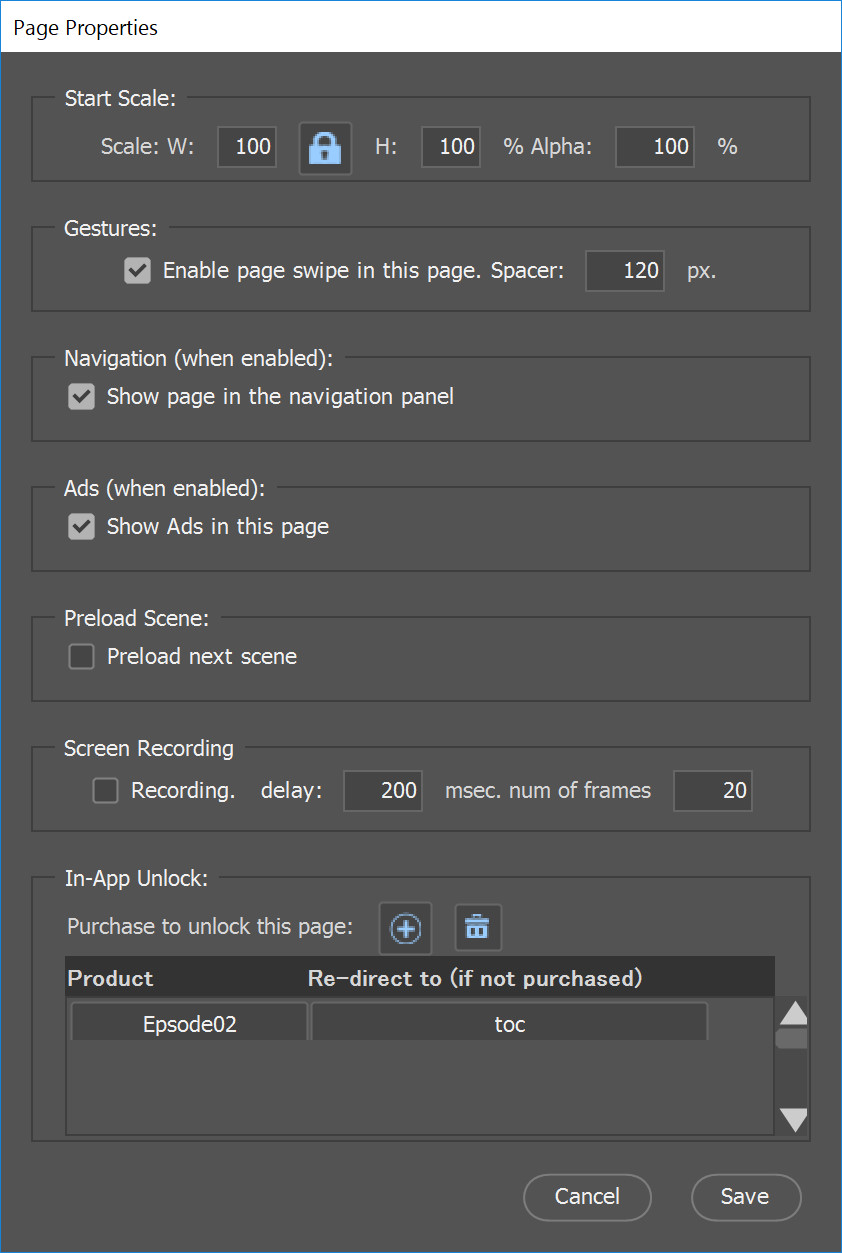 Page Properties
Start Scale:
Scale: W: 100 H: 100 % Alpha: 100 %
Gestures:
Enable page swipe in this page. Spacer: 120 px.
Navigation (when enabled):
Show page in the navigation panel
Ads (when enabled):
Show Ads in this page
Preload Scene:
Preload next scene
Screen Recording
Recording. delay: 200 msec. num of frames 20
In-App Unlock:
Purchase to unlock this page:
Product Re-direct to (if not purchased)
Epsode02 toc
Cancel Save